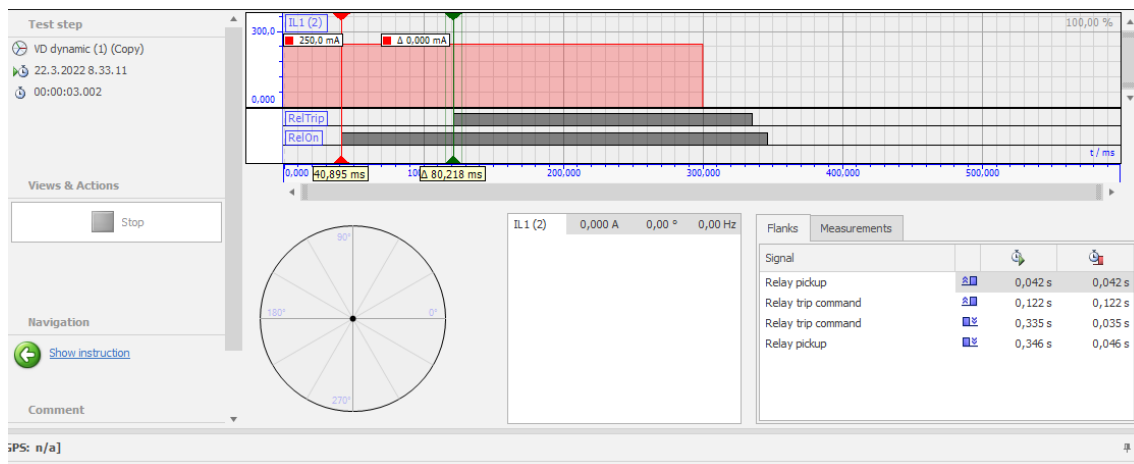 Test step
VD dynamic (1) (Copy)
22.3.2022 8.33.11
00:00:03.002
Views & Actions
Stop
Navigation
Show instruction
Comment
IL1 (2)
100,00 %
300,0
250,0 mA
Δ 0,000 mA
0,000
RelTrip
RelOn
t / ms
0,000
40,895 ms
10
Δ 80,218 ms
200,000
300,000
400,000
500,000
90°
180°
0°
270°
IL1 (2) 0,000 A 0,00 ° 0,00 Hz
Flanks Measurements
Signal
Relay pickup 0,042 s 0,042 s
Relay trip command 0,122 s 0,122 s
Relay trip command 0,335 s 0,035 s
Relay pickup 0,346 s 0,046 s
GPS: n/a]